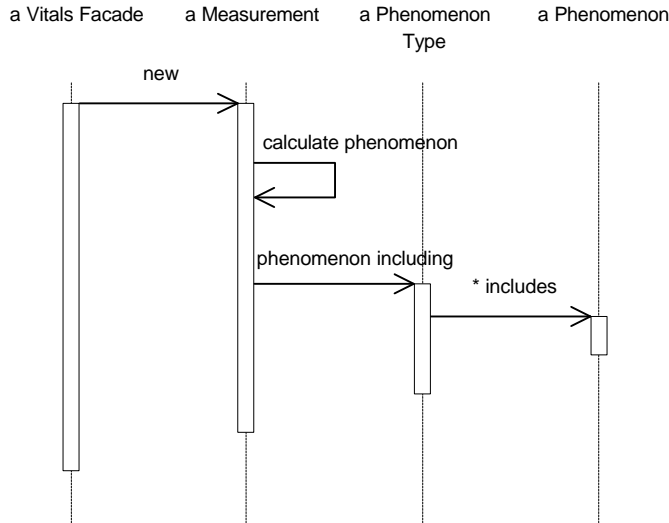 a Vitals Facade
a Measurement
a Phenomenon
Type
a Phenomenon
new
calculate phenomenon
phenomenon including
* includes